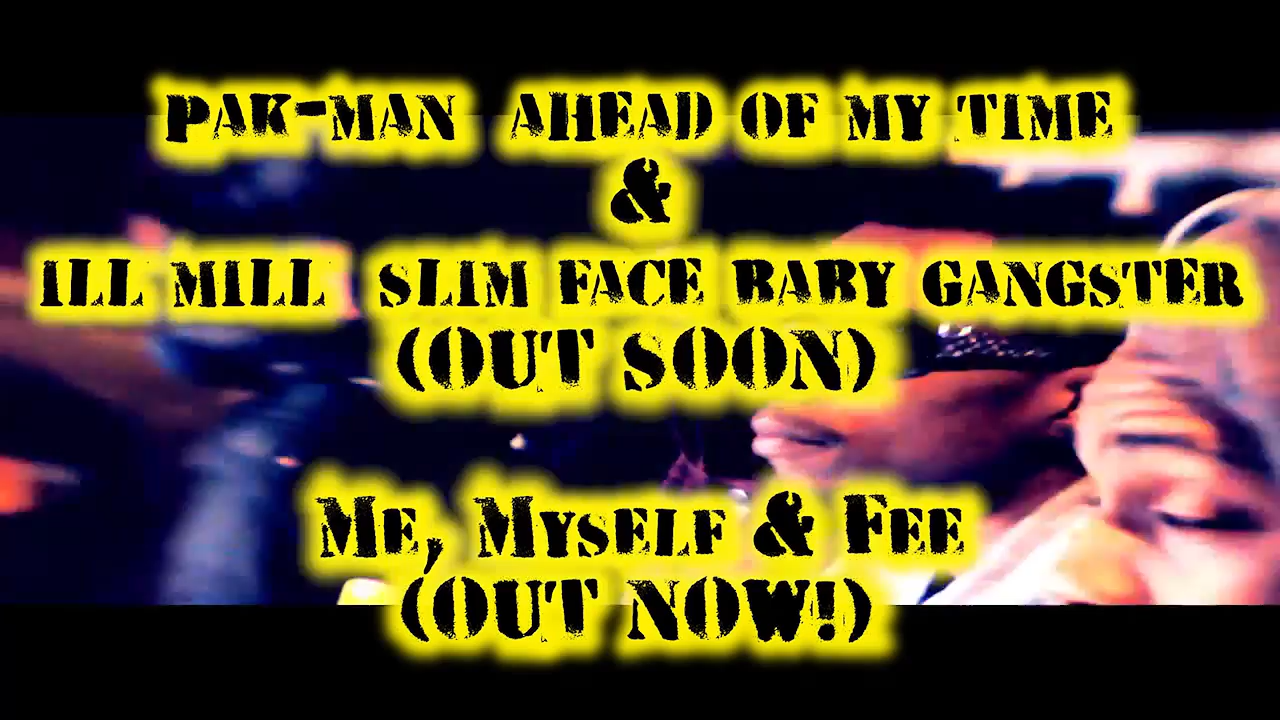 PAK-MAN AHEAD OF MY TIME
&
ILL MILL SLIM FACE BABY GANGSTER
(OUT SOON)
ME, MYSELF & FEE
(OUT NOW!)